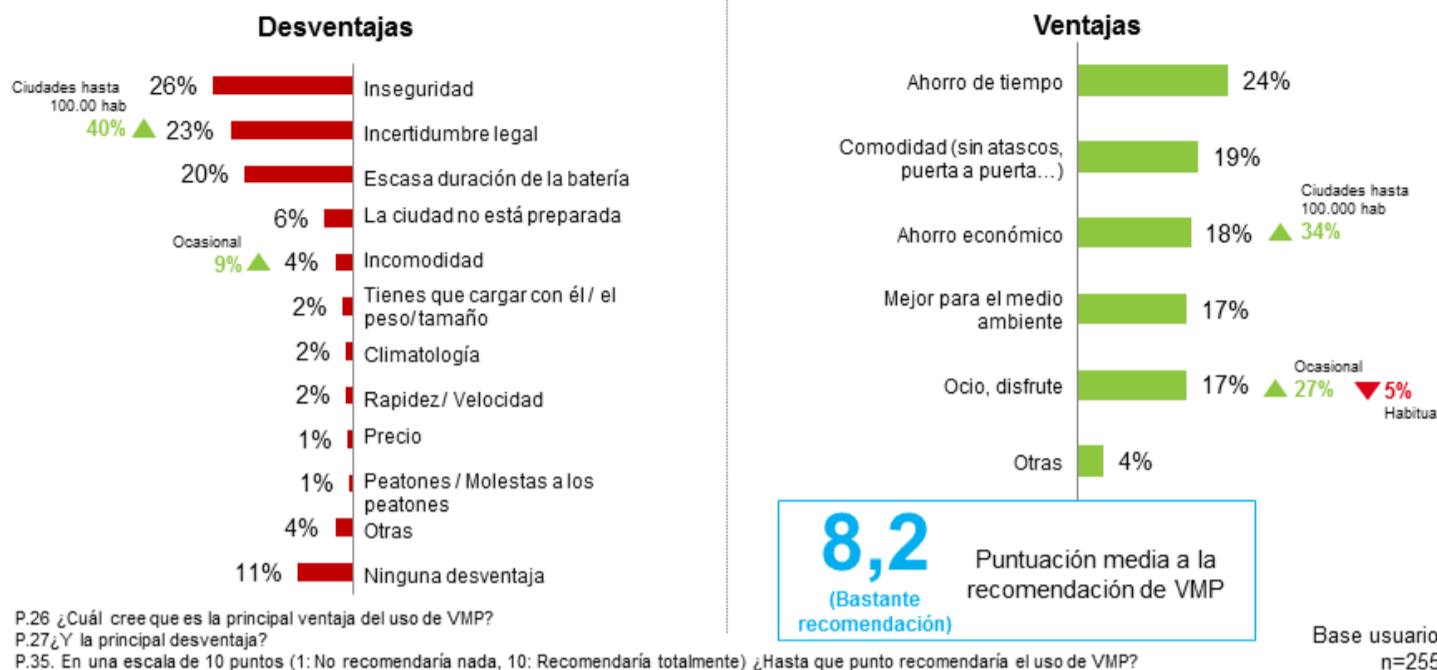 Desventajas
Ciudades hasta
100.00 hab
40%
26%
Inseguridad
23%
Incertidumbre legal
20%
Escasa duración de la batería
6%
La ciudad no está preparada
Ocasional
9%
4%
Incomodidad
2%
Tienes que cargar con él / el
peso/tamaño
2%
Climatología
2%
Rapidez / Velocidad
1%
Precio
1%
Peatones / Molestas a los
peatones
4%
Otras
11%
Ninguna desventaja
Ventajas
Ahorro de tiempo
24%
Comodidad (sin atascos,
puerta a puerta...)
19%
Ahorro económico
18%
Ciudades hasta
100.000 hab
34%
Mejor para el medio
ambiente
17%
Ocio, disfrute
17%
Ocasional
27%
5%
Habitua
Otras
4%
8,2
(Bastante
recomendación)
Puntuación media a la
recomendación de VMP
P.26 ¿Cuál cree que es la principal ventaja del uso de VMP?
P.27¿Y la principal desventaja?
P.35. En una escala de 10 puntos (1: No recomendaría nada, 10: Recomendaría totalmente) ¿Hasta que punto recomendaría el uso de VMP?
Base usuario
n=255